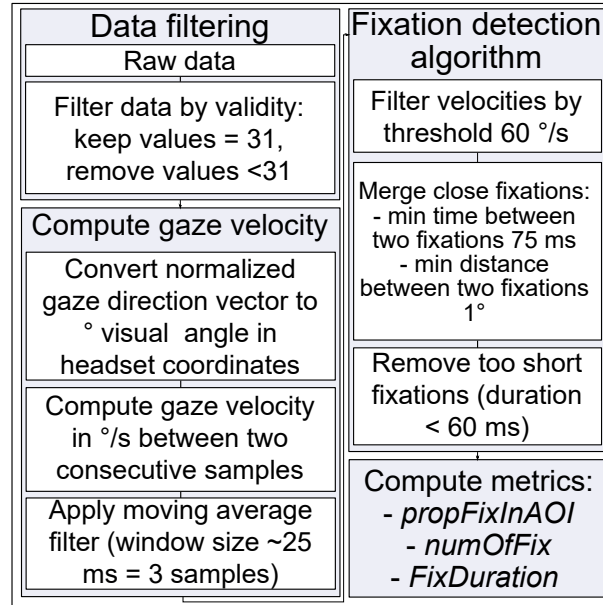 Data filtering
Raw data
Filter data by validity:
keep values = 31,
remove values <31
Compute gaze velocity
Convert normalized
gaze direction vector to
° visual angle in
headset coordinates
Compute gaze velocity
in °/s between two
consecutive samples
Apply moving average
filter (window size ~25
ms = 3 samples)
Fixation detection
algorithm
Filter velocities by
threshold 60 °/s
Merge close fixations:
- min time between
two fixations 75 ms
- min distance
between two fixations
1°
Remove too short
fixations (duration
< 60 ms)
Compute metrics:
- propFixInAOI
- numOfFix
- FixDuration